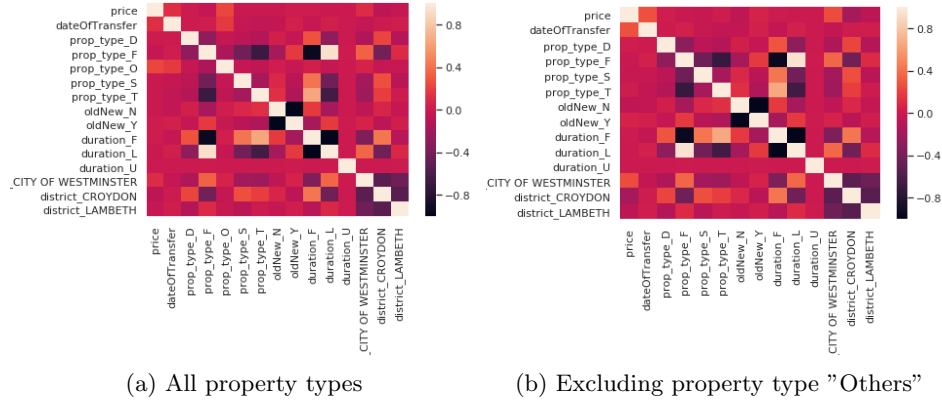 price
dateOfTransfer
prop_type_D
prop_type_F
prop_type_O
prop_type_S
prop_type_T
oldNew_N
oldNew_Y
duration_F
duration_L
duration_U
_CITY OF WESTMINSTER
district_CROYDON
district_LAMBETH
0.8
0.4
0.0
−0.4
−0.8
price
dateOfTransfer
prop_type_D
prop_type_F
prop_type_O
prop_type_S
prop_type_T
oldNew_N
oldNew_Y
duration_F
duration_L
duration_U
_CITY OF WESTMINSTER
district_CROYDON
district_LAMBETH
(a) All property types
price
dateOfTransfer
prop_type_D
prop_type_F
prop_type_S
prop_type_T
oldNew_N
oldNew_Y
duration_F
duration_L
duration_U
_CITY OF WESTMINSTER
district_CROYDON
district_LAMBETH
0.8
0.4
0.0
−0.4
−0.8
price
dateOfTransfer
prop_type_D
prop_type_F
prop_type_S
prop_type_T
oldNew_N
oldNew_Y
duration_F
duration_L
duration_U
_CITY OF WESTMINSTER
district_CROYDON
district_LAMBETH
(b) Excluding property type ”Others”